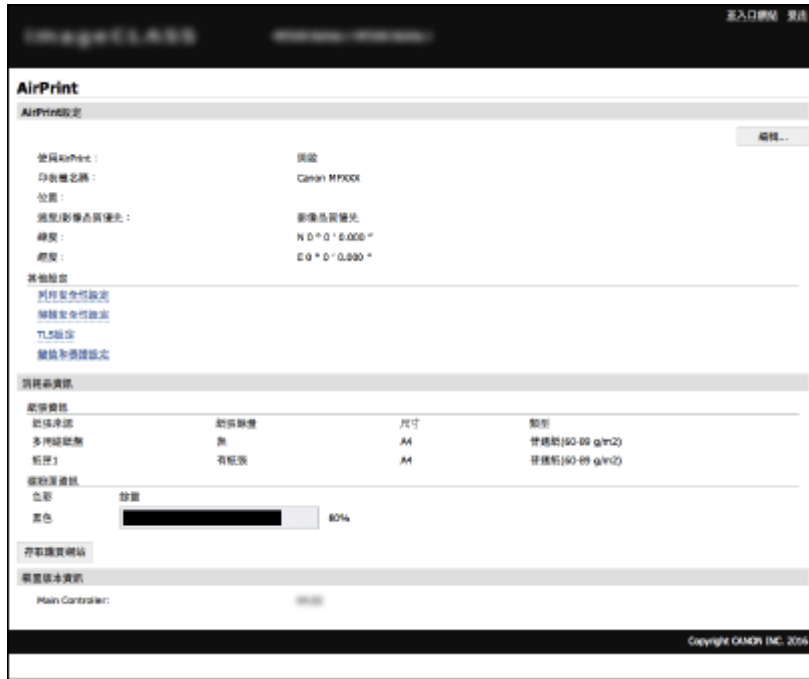 imageCLASS
至入口網站 登出
AirPrint
AirPrint設定
編輯...
使用AirPrint：
開啟
印表機名稱：
Canon MFXXX
位置：
速度/影像品質優先：
影像品質優先
緯度：
N 0 ° 0 ' 0.000 "
經度：
E 0 ° 0 ' 0.000 "
其他設定
列印安全性設定
掃描安全性設定
TLS設定
鑰匙和憑證設定
消耗品資訊
紙張資訊
紙張來源 紙張餘量 尺寸 類型
多用途紙匣 無 A4 普通紙(60-89 g/m2)
紙匣1 有紙張 A4 普通紙(60-89 g/m2)
碳粉匣資訊
色彩 餘量
黑色 80%
存取購買網站
裝置版本資訊
Main Controller:
Copyright CANON INC. 2016